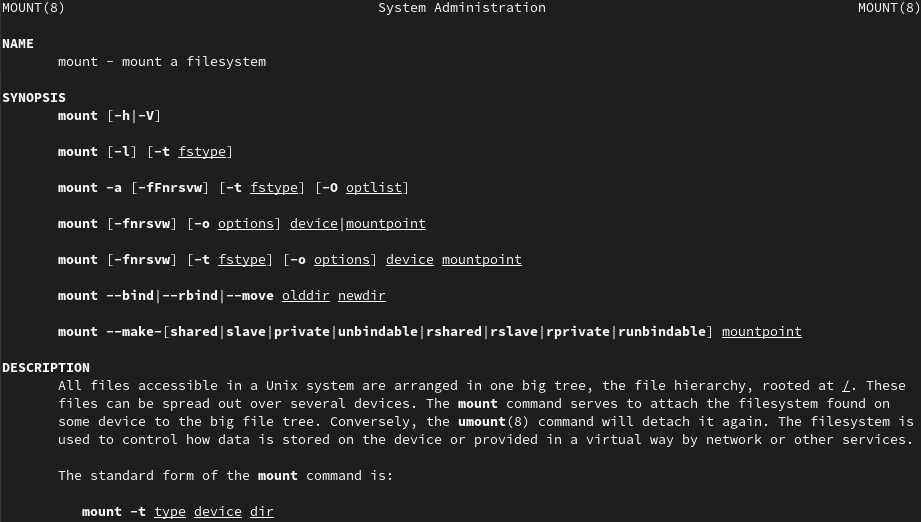 MOUNT(8) System Administration MOUNT(8)
NAME
mount - mount a filesystem
SYNOPSIS
mount [-h|-V]
mount [-l] [-t fstype]
mount -a [-fFnrsvw] [-t fstype] [-O optlist]
mount [-fnrsvw] [-o options] device|mountpoint
mount [-fnrsvw] [-t fstype] [-o options] device mountpoint
mount --bind|--rbind|--move olddir newdir
mount --make-[shared|slave|private|unbindable|rshared|rslave|rprivate|runbindable] mountpoint
DESCRIPTION
All files accessible in a Unix system are arranged in one big tree, the file hierarchy, rooted at /. These
files can be spread out over several devices. The mount command serves to attach the filesystem found on
some device to the big file tree. Conversely, the umount(8) command will detach it again. The filesystem is
used to control how data is stored on the device or provided in a virtual way by network or other services.
The standard form of the mount command is:
mount -t type device dir